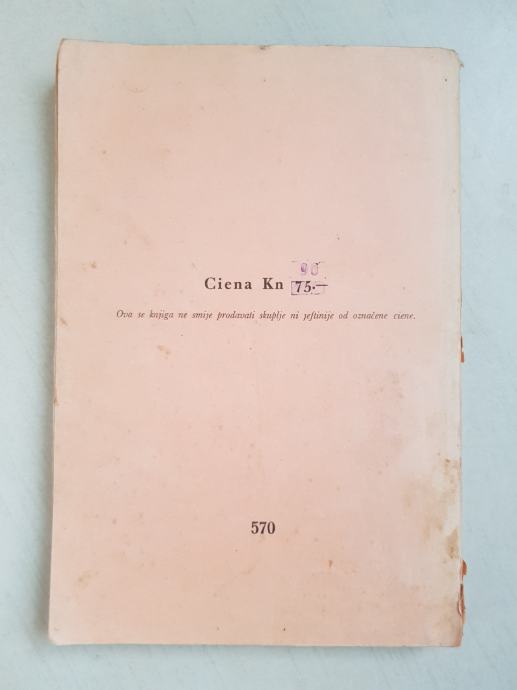 90
Ciena Kn 75.—
Ova se knjiga ne smije prodavati skuplje ni jeftinije od označene ciene.
570